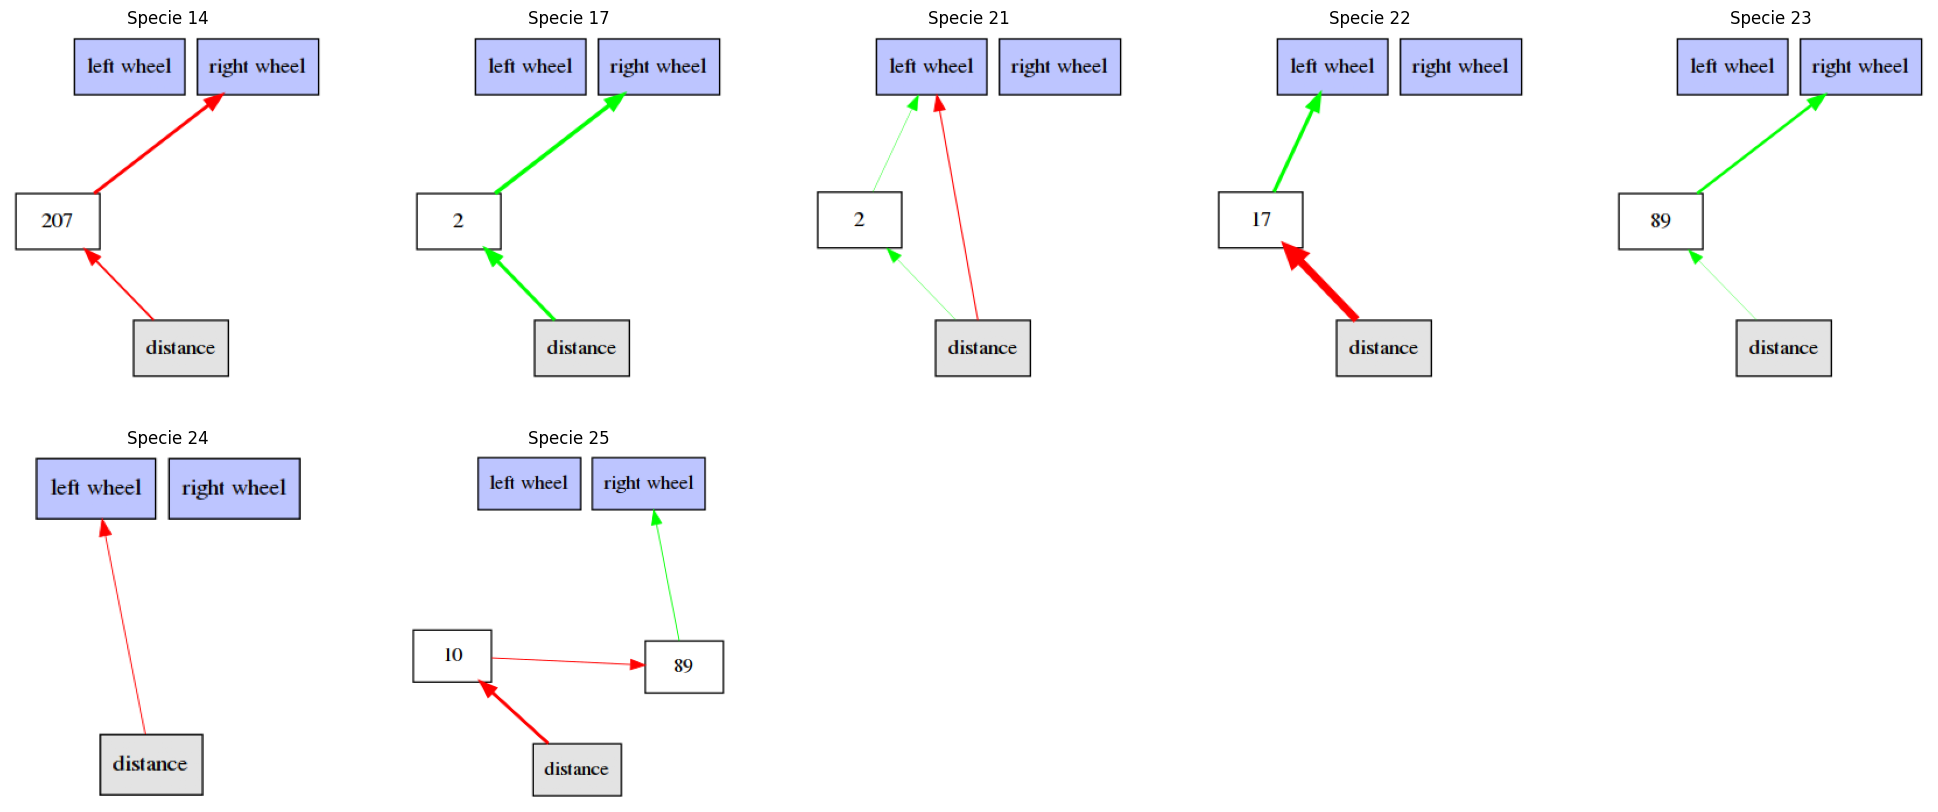 Specie 14
left wheel
right wheel
207
distance
Specie 17
left wheel
right wheel
2
distance
Specie 21
left wheel
right wheel
2
distance
Specie 22
left wheel
right wheel
17
distance
Specie 23
left wheel
right wheel
89
distance
Specie 24
left wheel
right wheel
distance
Specie 25
left wheel
right wheel
10
89
distance